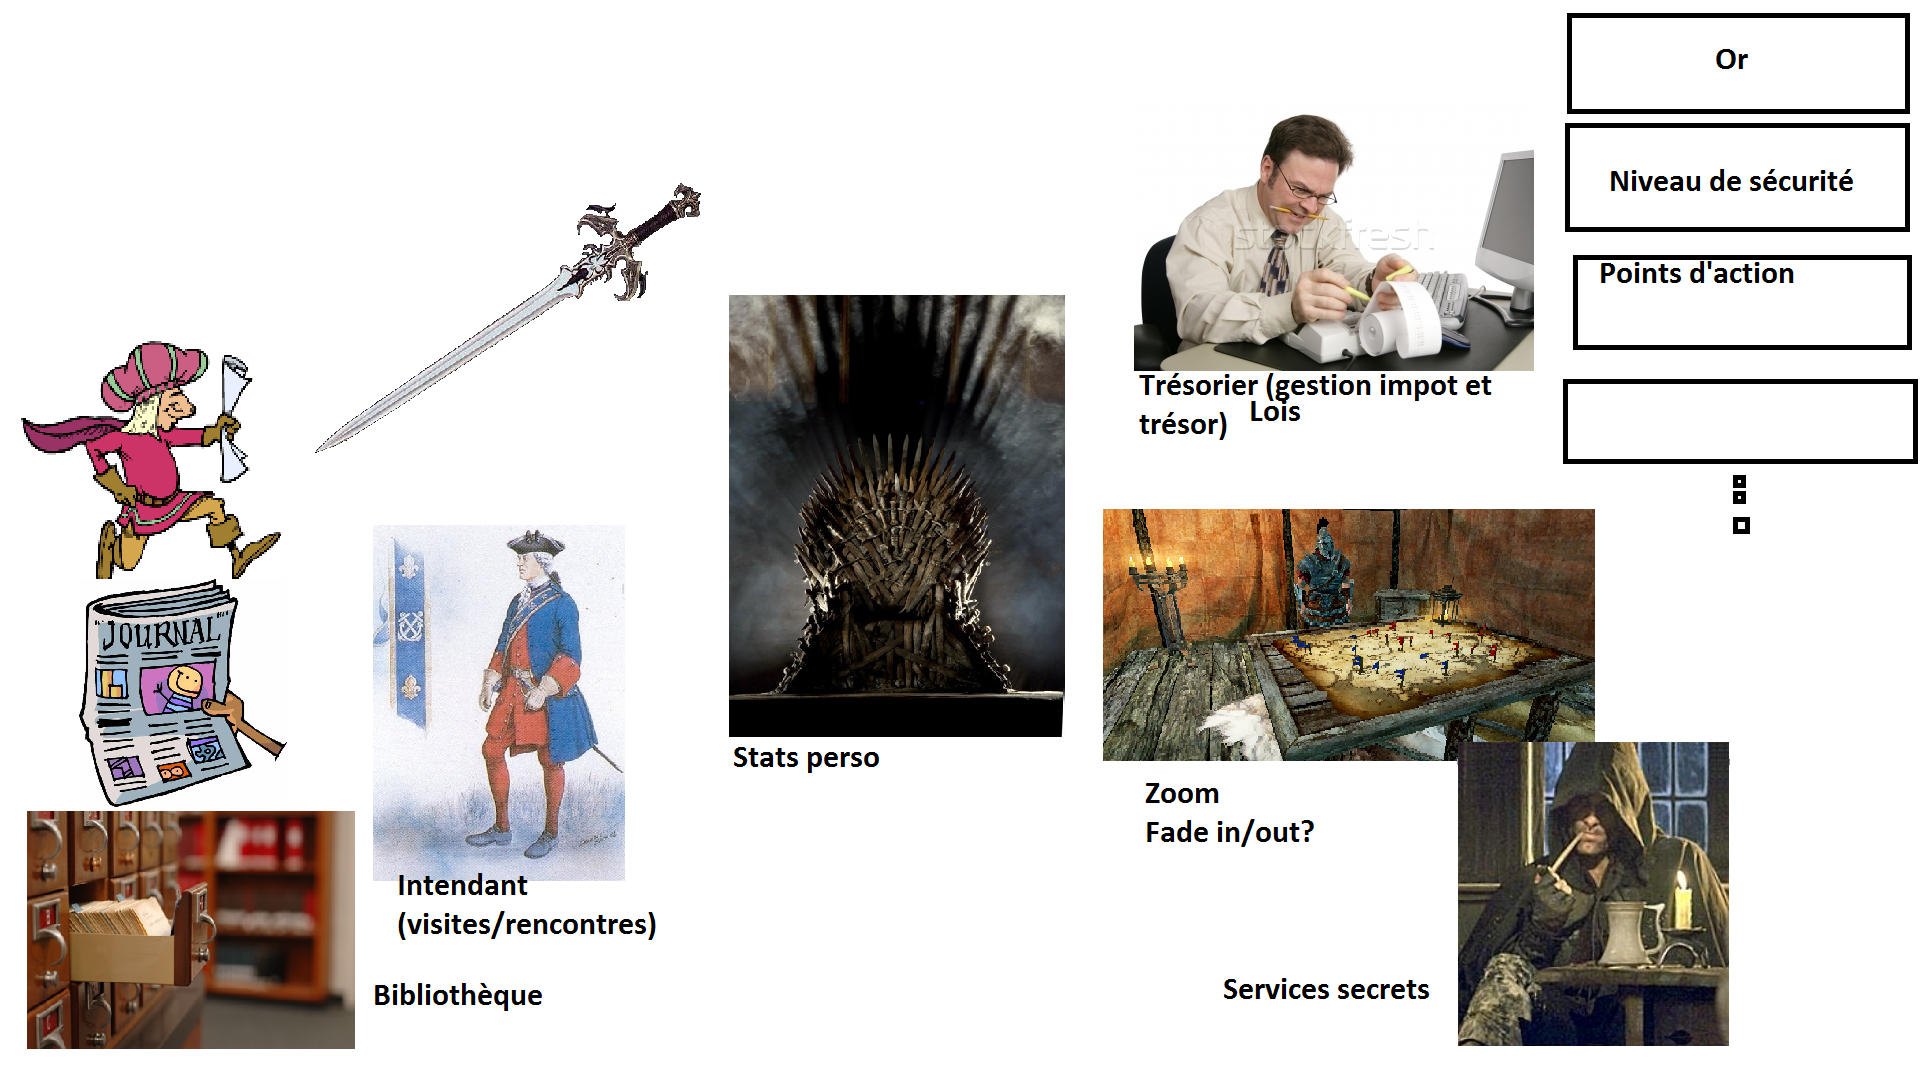 Or
Niveau de sécurité
Points d'action
stockfresh
Trésorier (gestion impot et
trésor)
Lois
JOURNAL
Stats perso
Zoom
Fade in/out?
Intendant
(visites/rencontres)
Bibliothèque
Services secrets